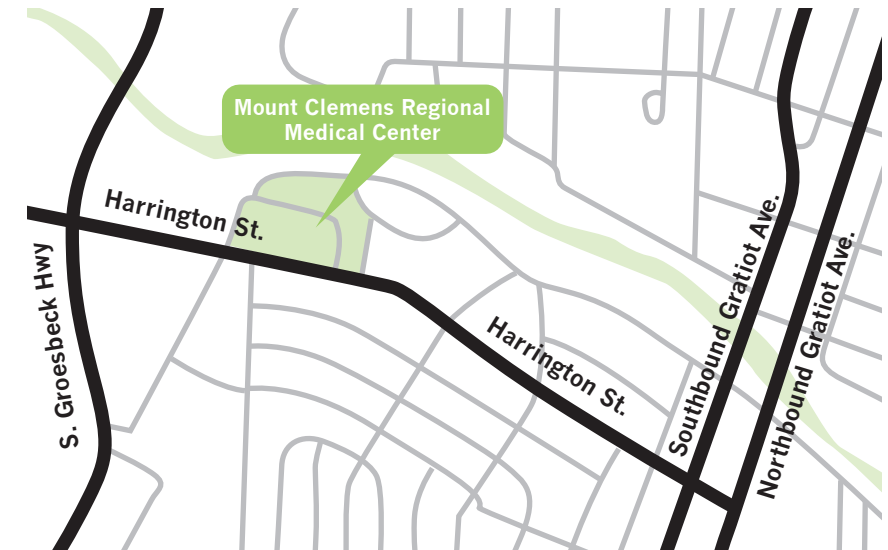 Mount Clemens Regional
Medical Center
Harrington St.
S. Groesbeck Hwy
Harrington St.
Southbound Gratiot Ave.
Northbound Gratiot Ave.